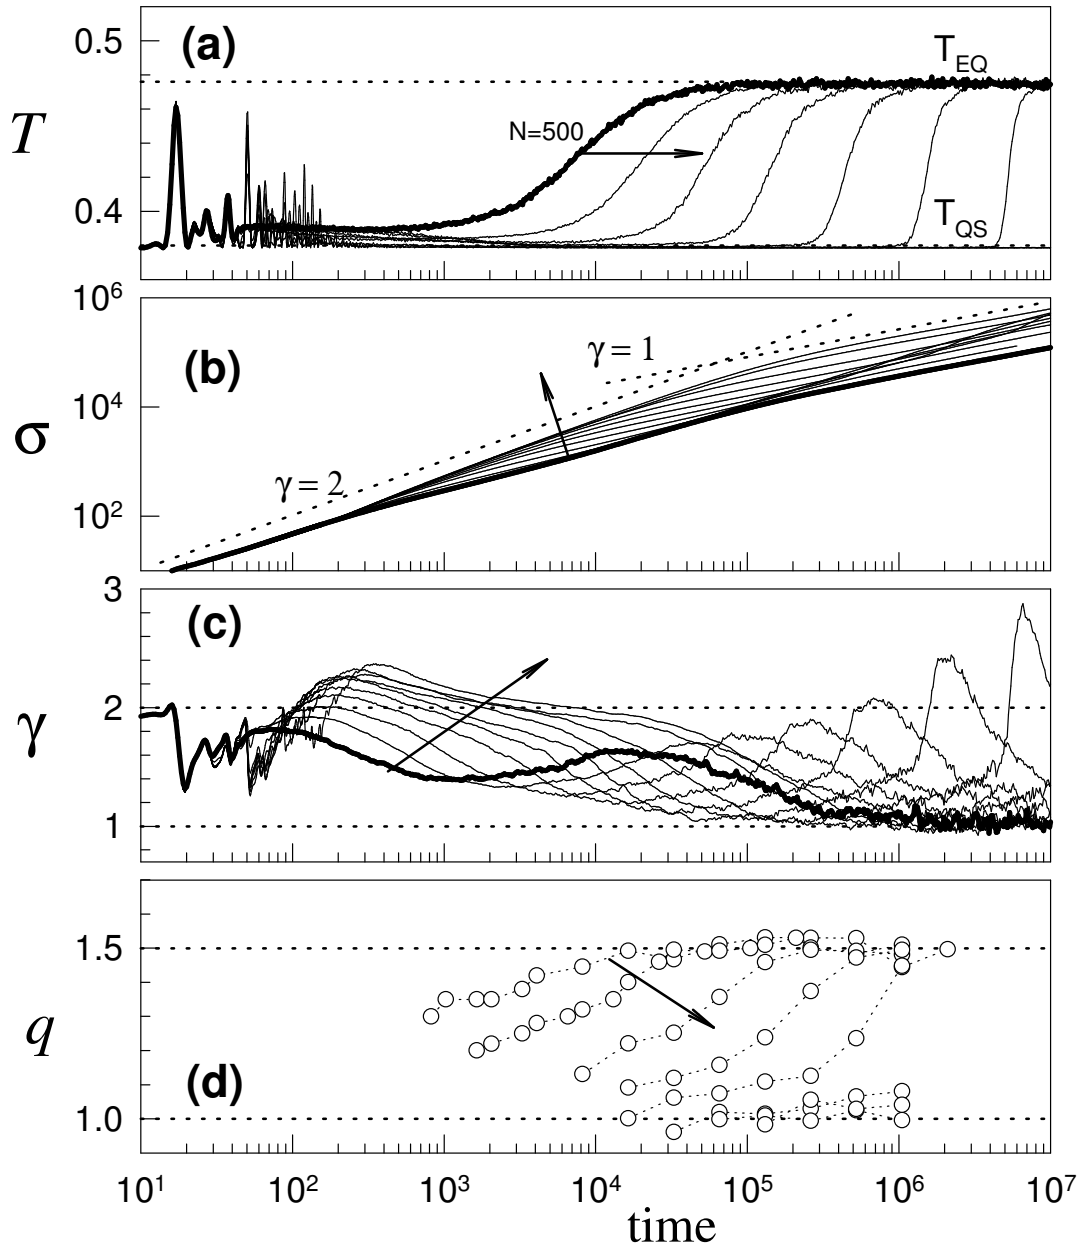 (a)
0.5
T_EQ
T
N=500
0.4
T_QS
10^6
(b)
γ = 1
10^4
σ
γ = 2
10^2
3
(c)
2
γ
1
1.5
q
(d)
1.0
10^1 10^2 10^3 10^4 10^5 10^6 10^7
time